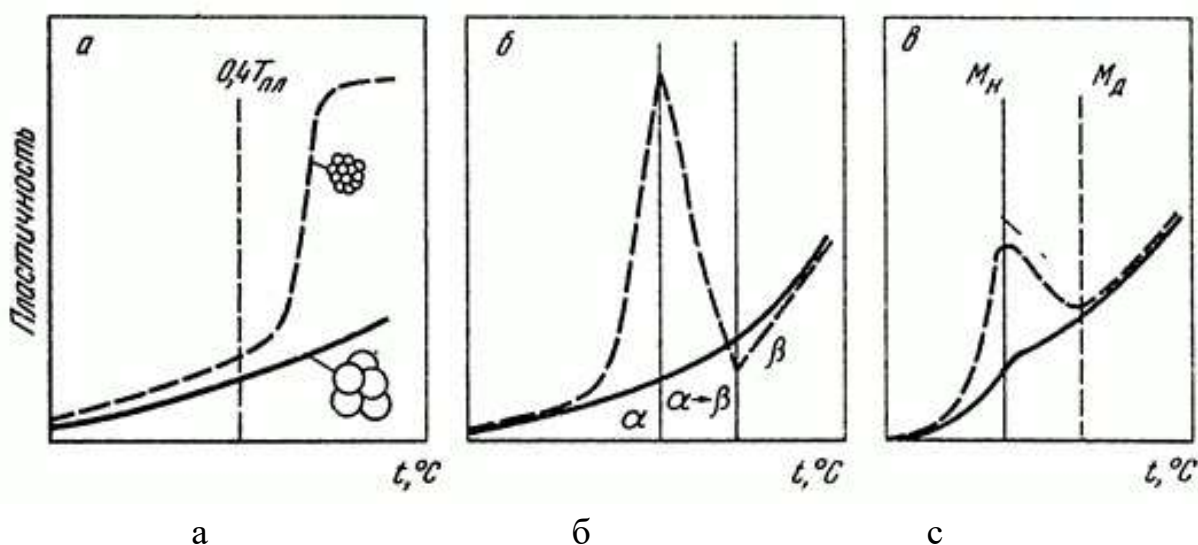 а
0,4Tпл
б
в
Mн
Mд
Пластичность
α
α→β
β
t,°C
t,°C
t,°C
а
б
с